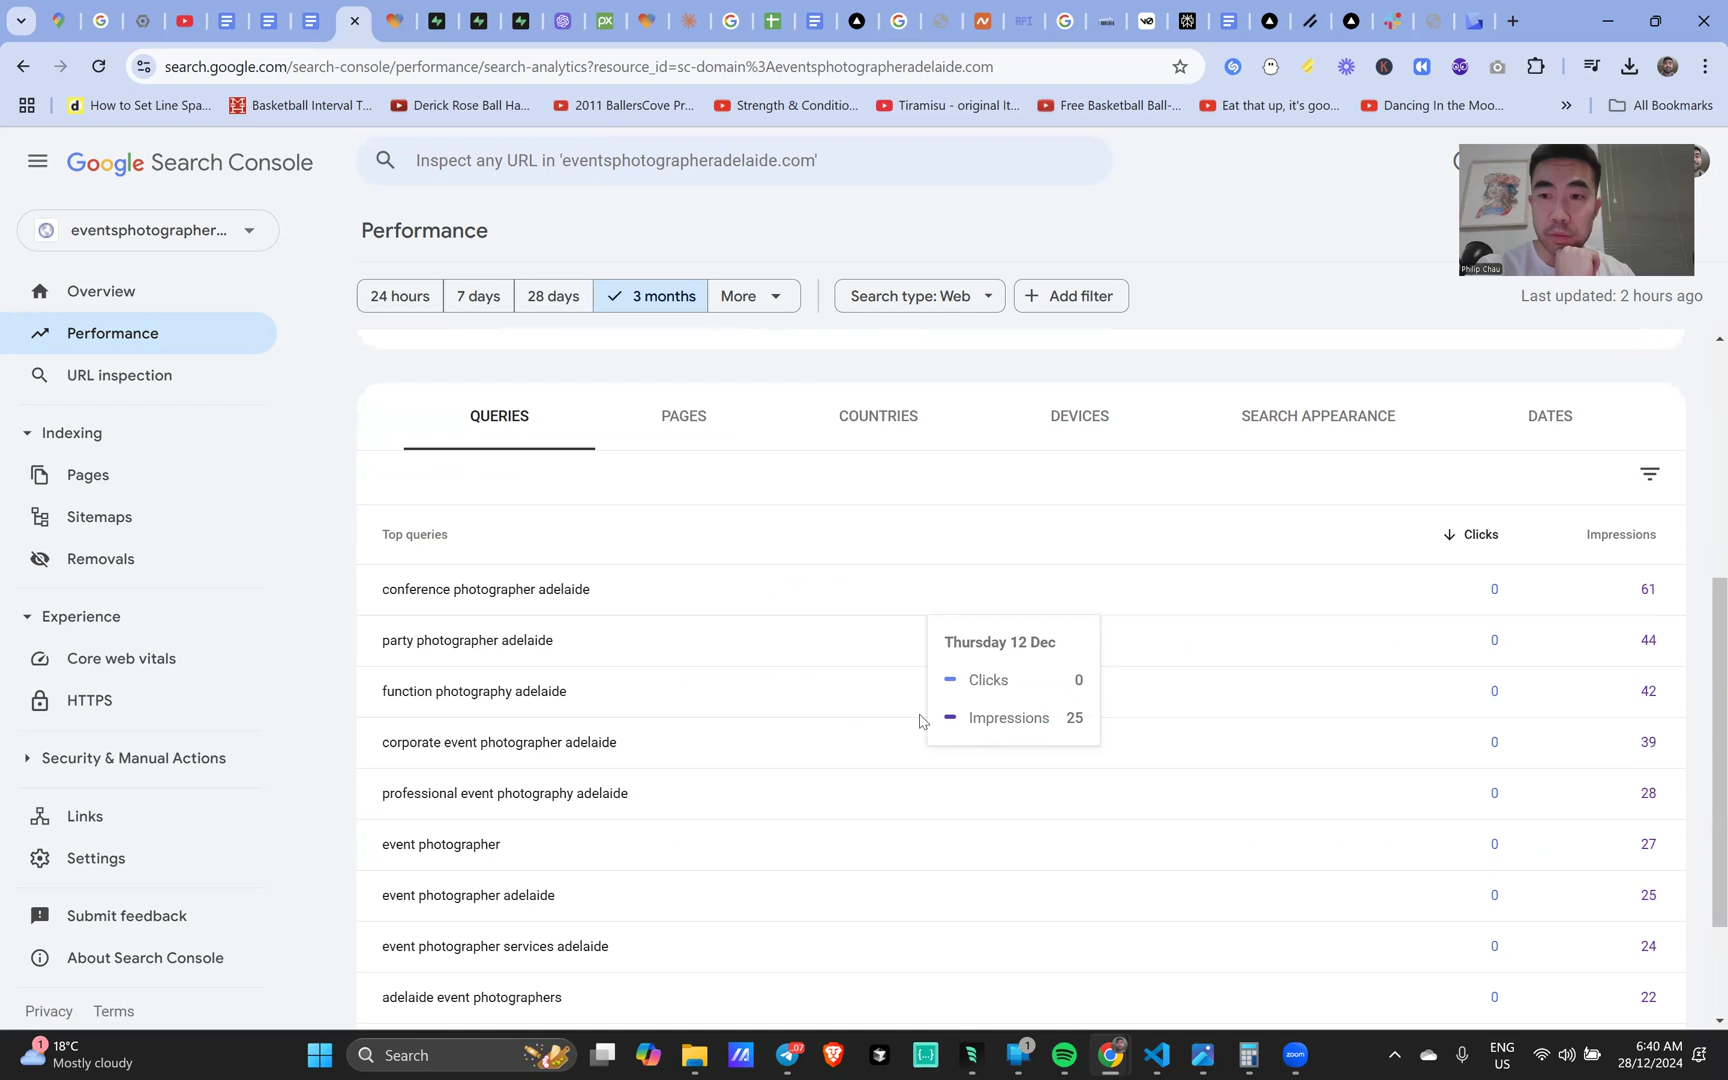 search.google.com/search-console/performance/search-analytics?resource_id=sc-domain%3Aeventsphotographeradelaide.com
How to Set Line Spa...
Basketball Interval T...
Derick Rose Ball Ha...
2011 BallersCove Pr...
Strength & Conditio...
Tiramisu - original It...
Free Basketball Ball-...
Eat that up, it's goo...
Dancing In the Moo...
All Bookmarks
Google Search Console
Inspect any URL in 'eventsphotographeradelaide.com'
Philip Chau
eventsphotographer...
Performance
24 hours
7 days
28 days
3 months
More
Search type: Web
Add filter
Last updated: 2 hours ago
Overview
Performance
URL inspection
Indexing
Pages
Sitemaps
Removals
Experience
Core web vitals
HTTPS
Security & Manual Actions
Links
Settings
Submit feedback
About Search Console
Privacy Terms
QUERIES PAGES COUNTRIES DEVICES SEARCH APPEARANCE DATES
Top queries Clicks Impressions
conference photographer adelaide 0 61
party photographer adelaide 0 44
function photography adelaide 0 42
corporate event photographer adelaide 0 39
professional event photography adelaide 0 28
event photographer 0 27
event photographer adelaide 0 25
event photographer services adelaide 0 24
adelaide event photographers 0 22
Thursday 12 Dec
Clicks 0
Impressions 25
1
18°C
Mostly cloudy
Search
.07
1
zoom
ENG
US
6:40 AM
28/12/2024